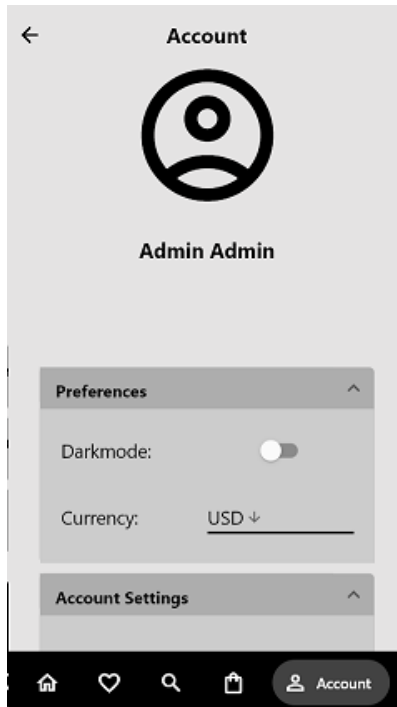 Account
Admin Admin
Preferences
Darkmode:
Currency: USD
Account Settings
Account